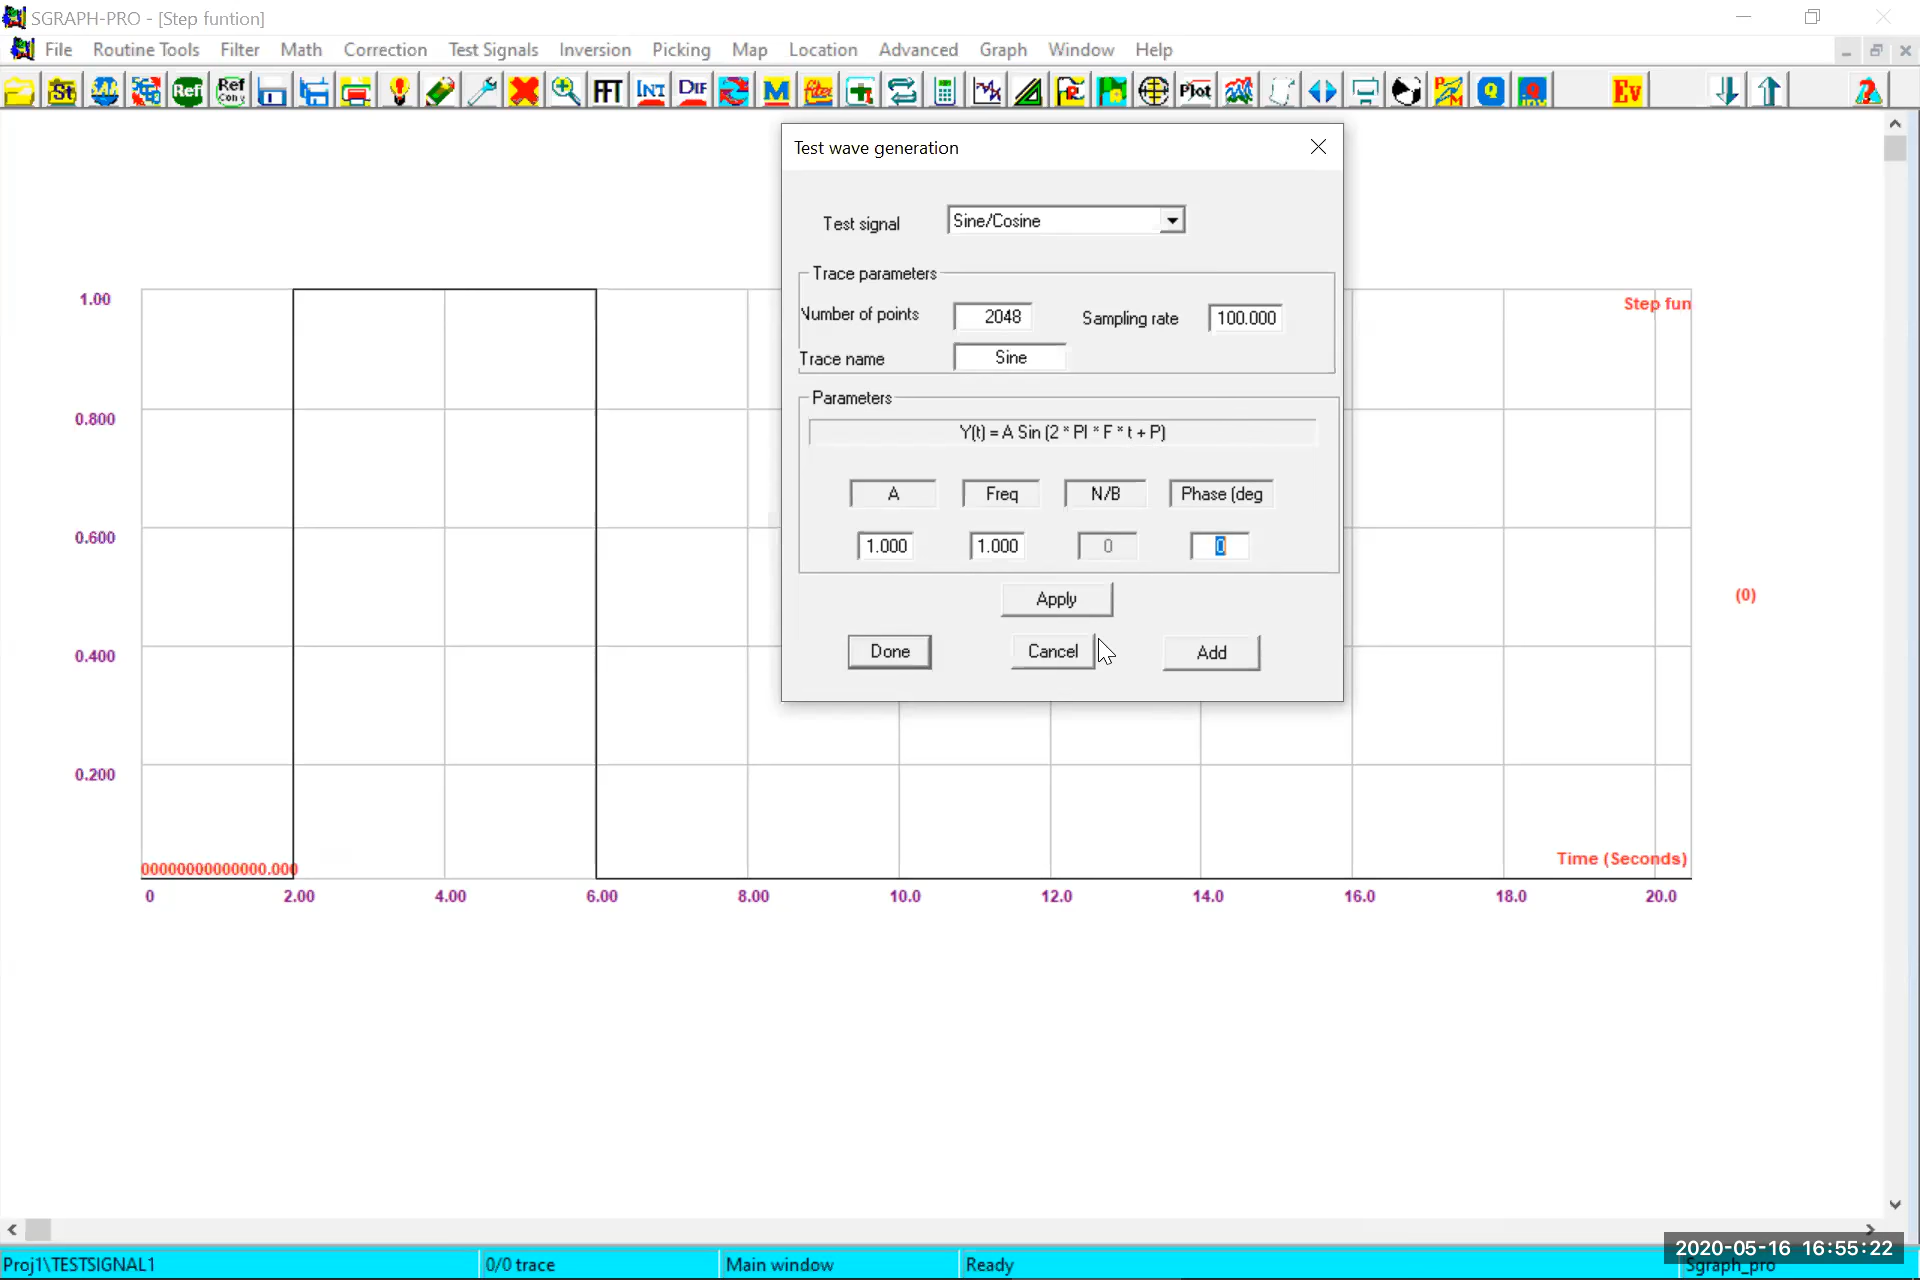 SGRAPH-PRO - [Step funtion]
File Routine Tools Filter Math Correction Test Signals Inversion Picking Map Location Advanced Graph Window Help
St Ref Ref Cony FFT INT DIF M filter Plot Q Q inv Ev
Test wave generation
Test signal Sine/Cosine
Trace parameters
Number of points 2048 Sampling rate 100.000
Trace name Sine
Parameters
Y(t) = A Sin (2 * PI * F * t + P)
A Freq N/B Phase (deg
1.000 1.000 0 0
Apply
Done Cancel Add
1.00
0.800
0.600
0.400
0.200
Step fun
(0)
Time (Seconds)
00000000000000.000
0 2.00 4.00 6.00 8.00 10.0 12.0 14.0 16.0 18.0 20.0
2020-05-16 16:55:22
Proj1\TESTSIGNAL1 0/0 trace Main window Ready Sgraph_pro